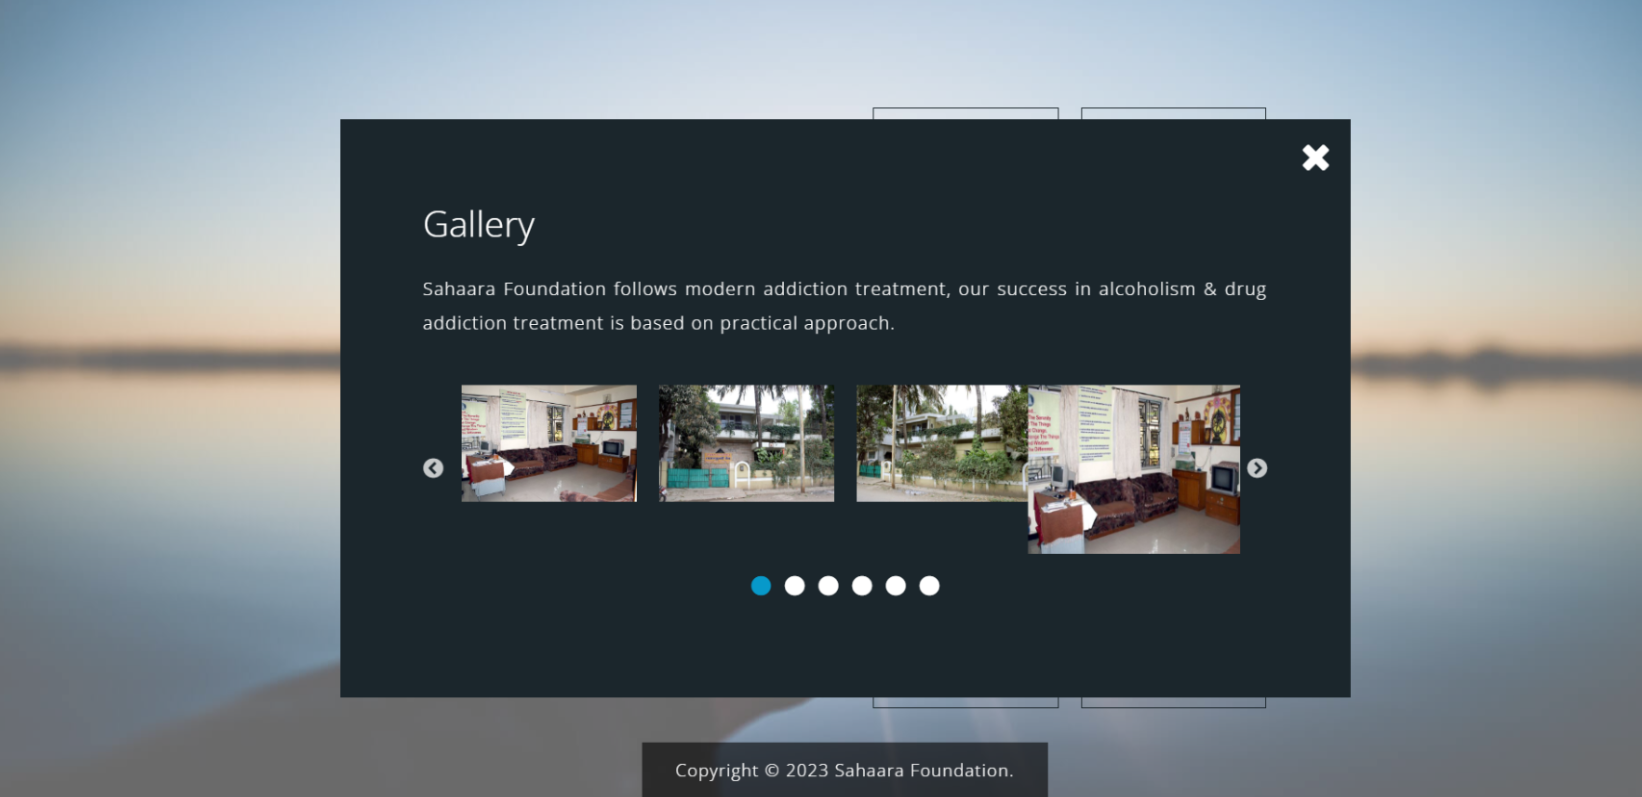 Gallery
Sahaara Foundation follows modern addiction treatment, our success in alcoholism & drug
addiction treatment is based on practical approach.
Copyright © 2023 Sahaara Foundation.